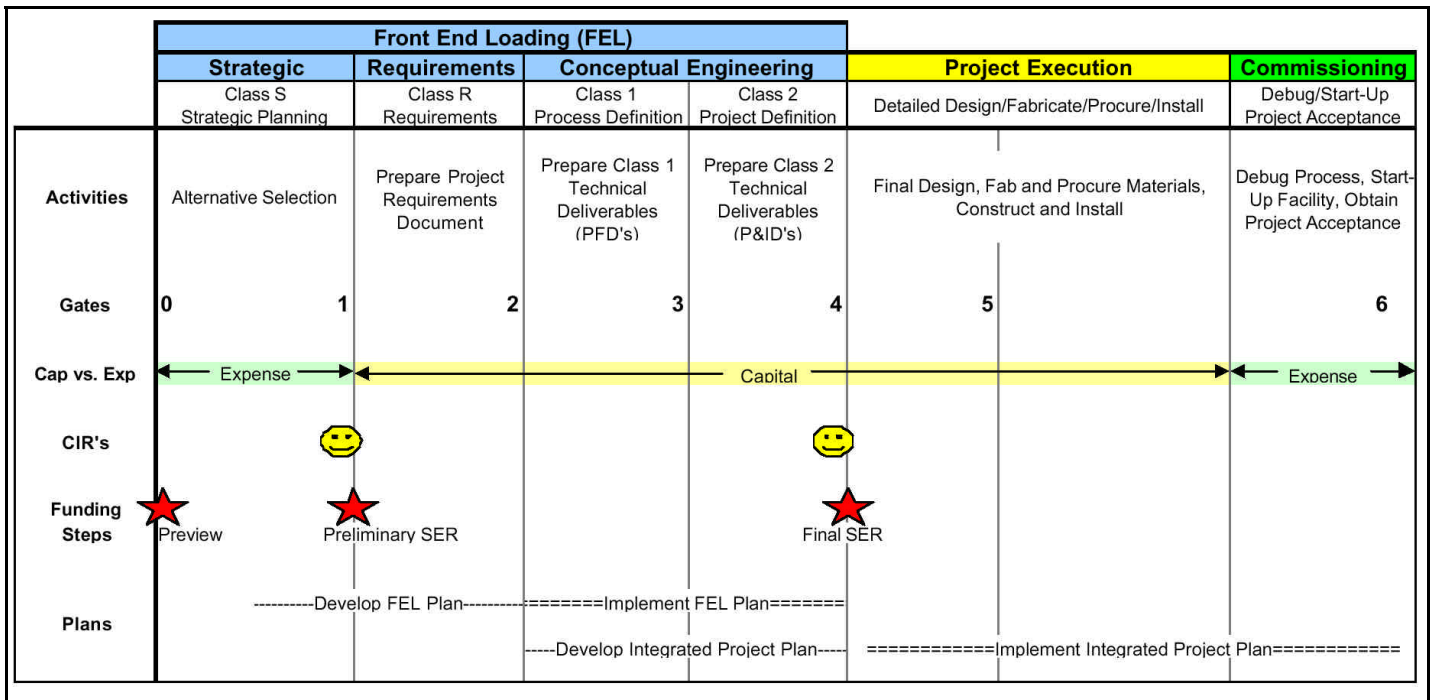 Front End Loading (FEL)
Strategic Requirements Conceptual Engineering Project Execution Commissioning
Class S
Strategic Planning
Class R
Requirements
Class 1
Process Definition
Class 2
Project Definition
Detailed Design/Fabricate/Procure/Install
Debug/Start-Up
Project Acceptance
Activities
Alternative Selection
Prepare Project
Requirements
Document
Prepare Class 1
Technical
Deliverables
(PFD's)
Prepare Class 2
Technical
Deliverables
(P&ID's)
Final Design, Fab and Procure Materials,
Construct and Install
Debug Process, Start-
Up Facility, Obtain
Project Acceptance
Gates 0 1 2 3 4 5 6
Cap vs. Exp Expense Capital Expense
CIR's
Funding
Steps
Preview Preliminary SER Final SER
Plans
----------Develop FEL Plan----------=======Implement FEL Plan=======
-----Develop Integrated Project Plan----- ============Implement Integrated Project Plan============